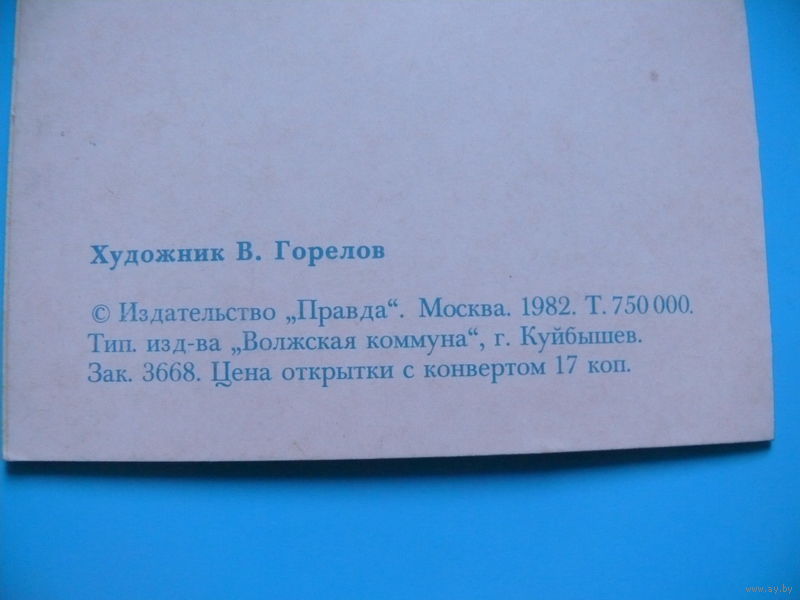 Художник В. Горелов
© Издательство „Правда“. Москва. 1982. Т. 750 000.
Тип. изд-ва „Волжская коммуна“, г. Куйбышев.
Зак. 3668. Цена открытки с конвертом 17 коп.
www.ay.by